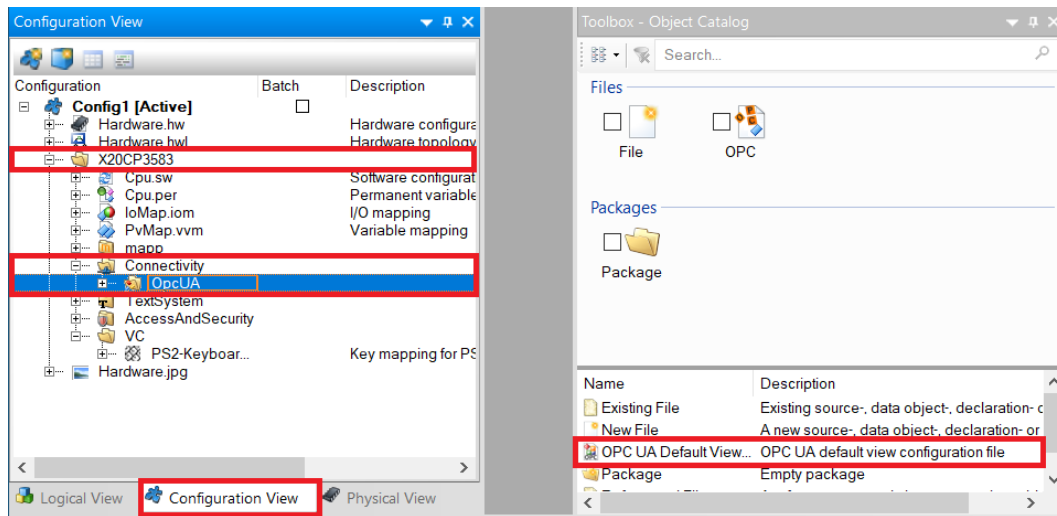 Configuration View
Configuration Batch Description
Config1 [Active]
Hardware.hw Hardware configura
Hardware.hwl Hardware topology
X20CP3583
Cpu.sw Software configurat
Cpu.per Permanent variable
IoMap.iom I/O mapping
PvMap.vvm Variable mapping
mapp
Connectivity
OpcUA
TextSystem
AccessAndSecurity
VC
PS2-Keyboar... Key mapping for PS
Hardware.jpg
Logical View Configuration View Physical View
Toolbox - Object Catalog
Search...
Files
File OPC
Packages
Package
Name Description
Existing File Existing source-, data object-, declaration- c
New File A new source-, data object-, declaration- or
OPC UA Default View... OPC UA default view configuration file
Package Empty package